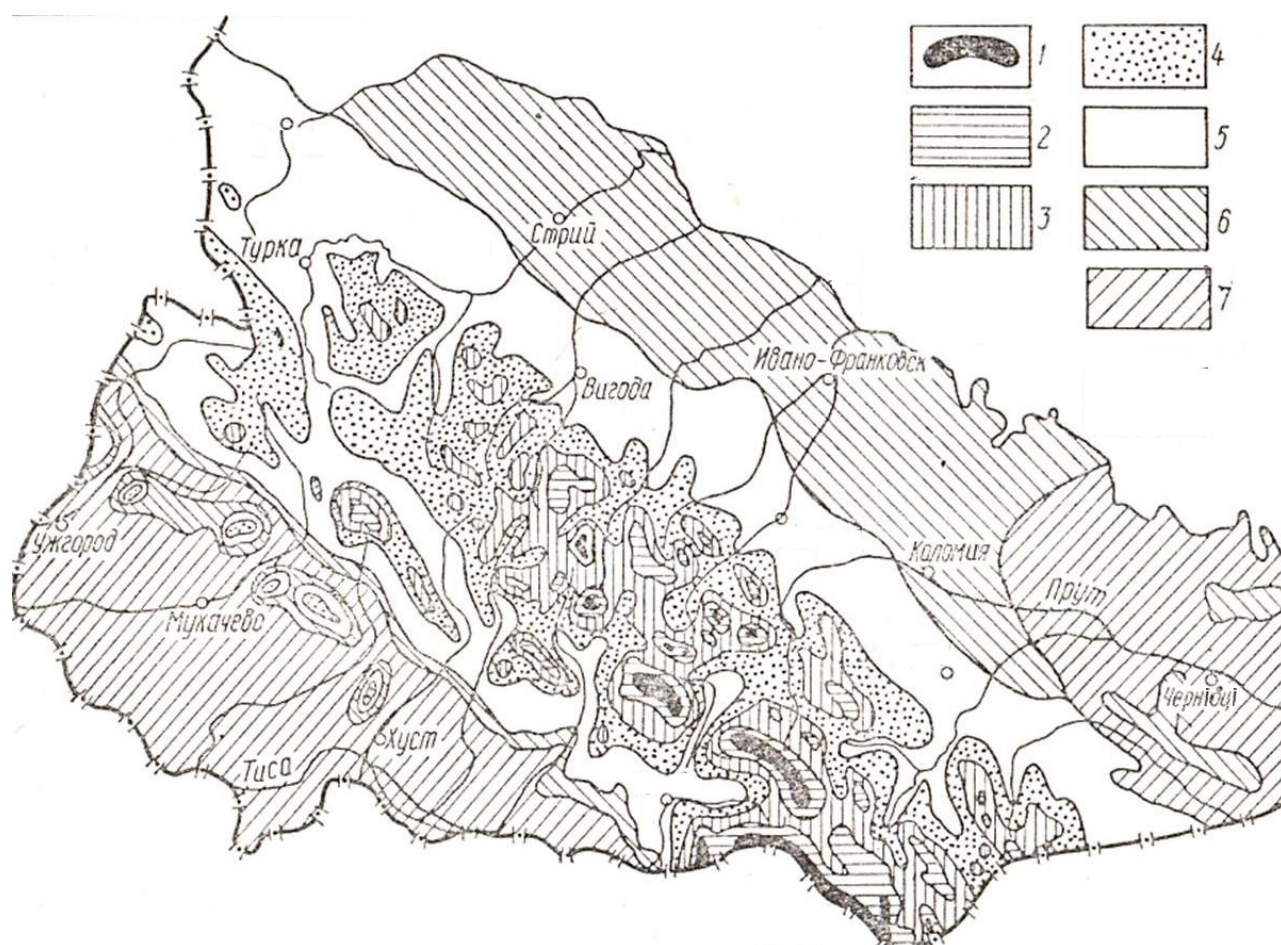 1
4
2
5
3
6
7
Стрий
Турка
Ивано-Франковск
Вигода
Ужгород
Коломия
Прут
Мукачево
Чернівці
Хуст
Тиса